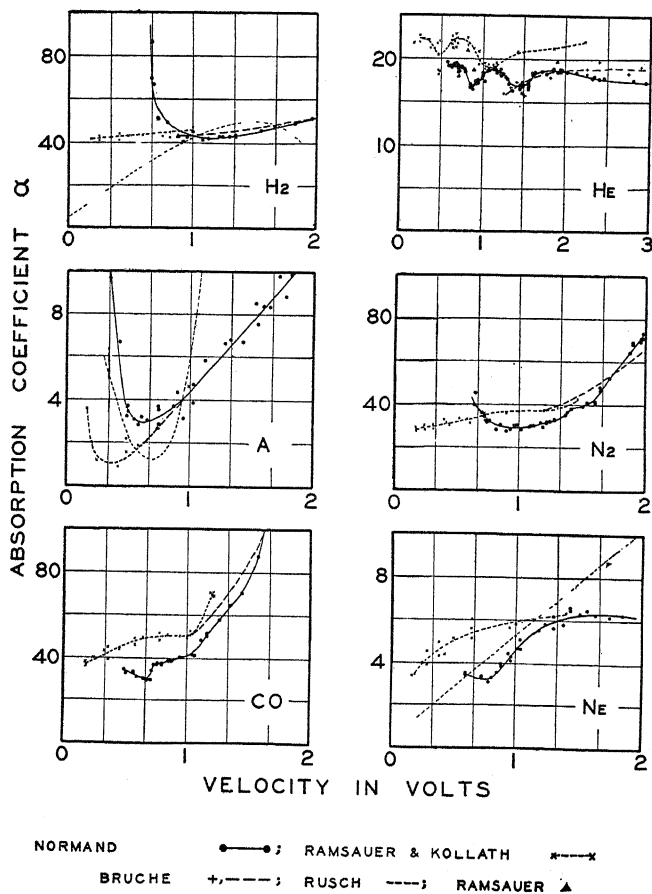 80
40
H2
0 1 2
20
10
HE
0 1 2 3
8
4
A
0 1 2
80
40
N2
0 1 2
80
40
CO
0 1 2
8
4
NE
0 1 2
ABSORPTION COEFFICIENT α
VELOCITY IN VOLTS
NORMAND ; RAMSAUER & KOLLATH
BRUCHE +, ; RUSCH ; RAMSAUER